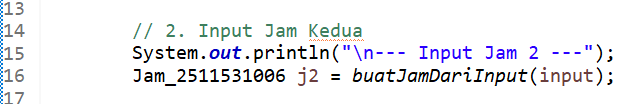 13
14 // 2. Input Jam Kedua
15 System.out.println("\n--- Input Jam 2 ---");
16 Jam_2511531006 j2 = buatJamDariInput(input);
17